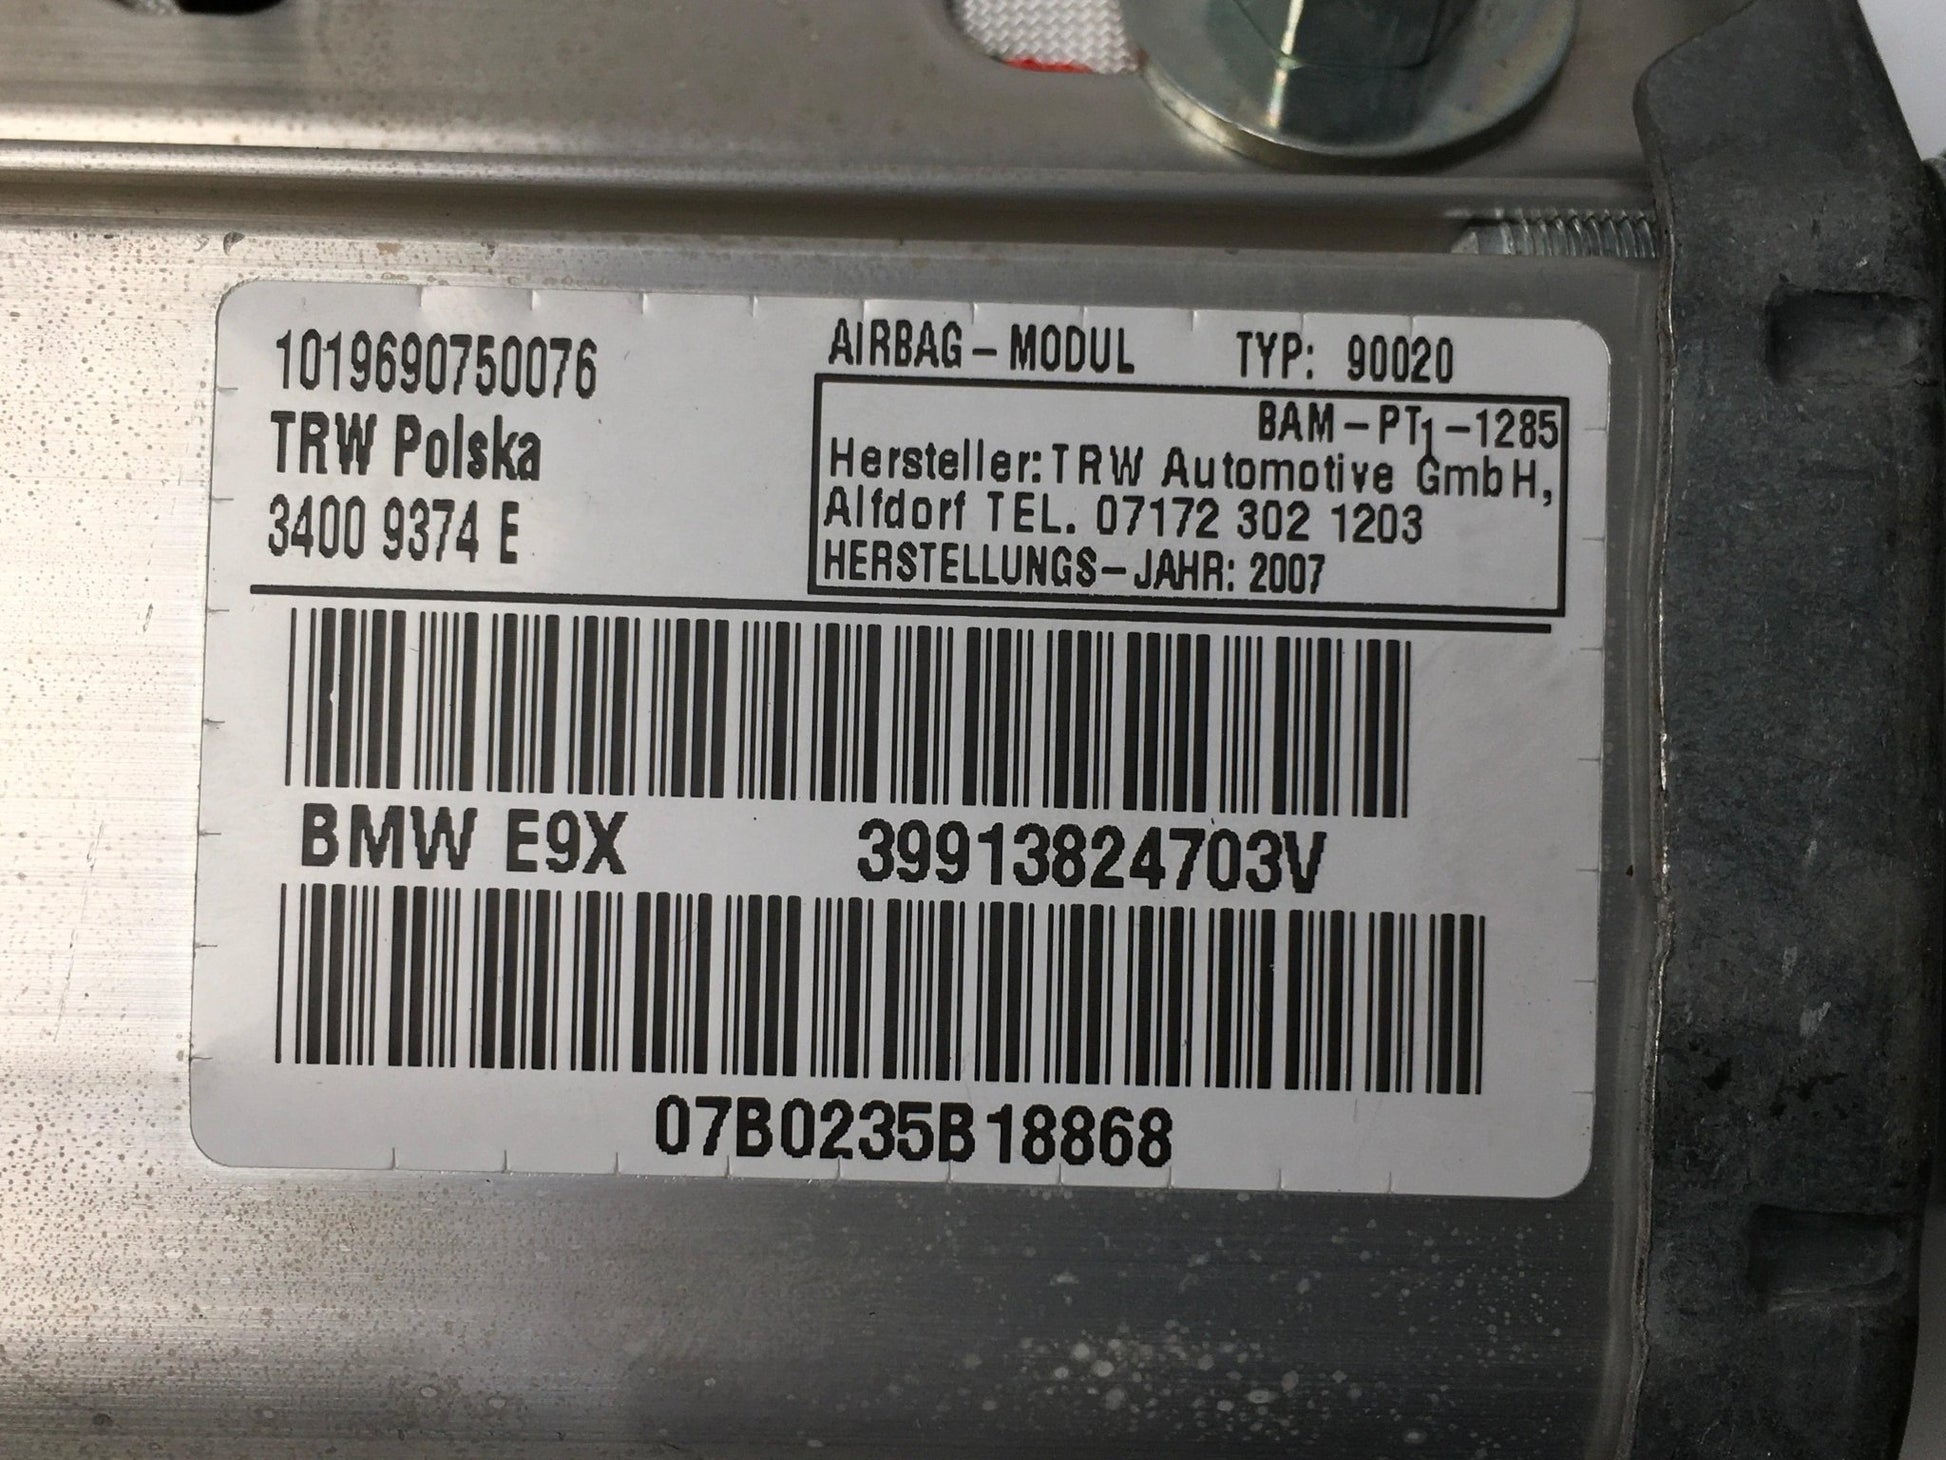 1019690750076
TRW Polska
3400 9374 E
AIRBAG-MODUL TYP: 90020
BAM-PT1-1285
Hersteller:TRW Automotive GmbH,
Alfdorf TEL. 07172 302 1203
HERSTELLUNGS-JAHR: 2007
BMW E9X 39913824703V
07B0235B18868